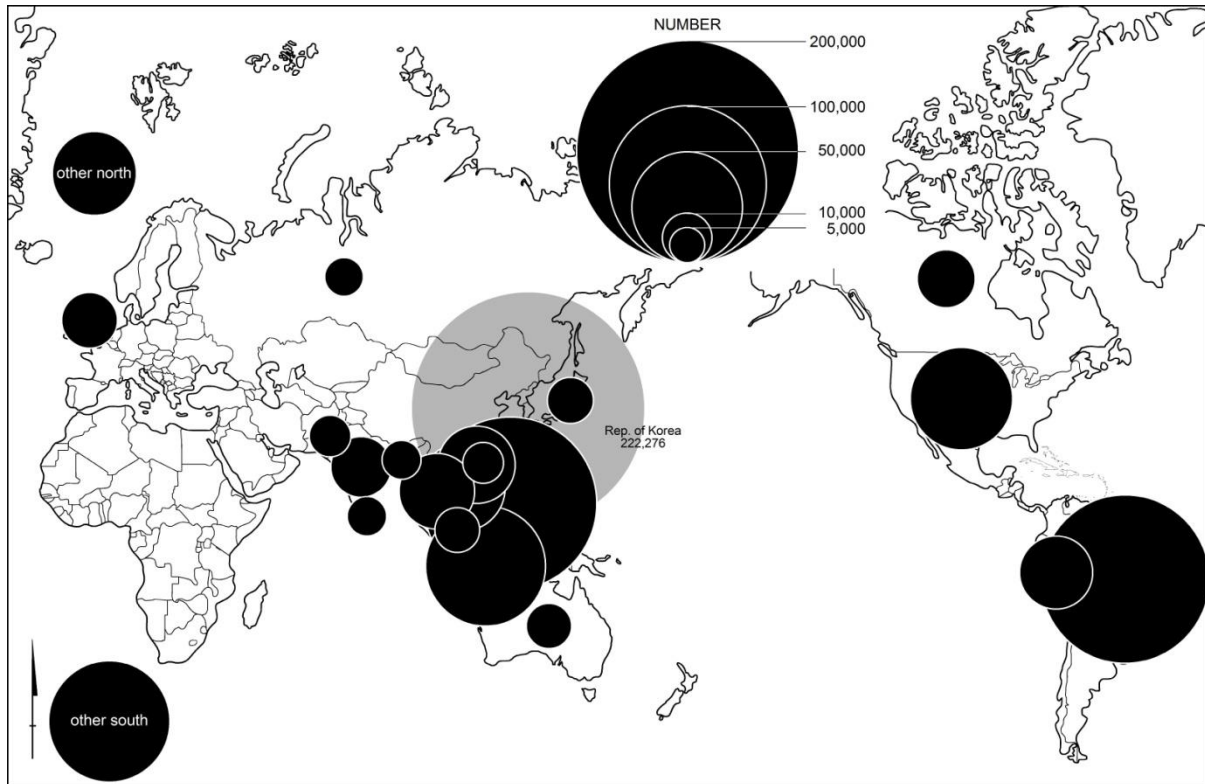 NUMBER
200,000
100,000
50,000
10,000
5,000
other north
Rep. of Korea
222,276
other south